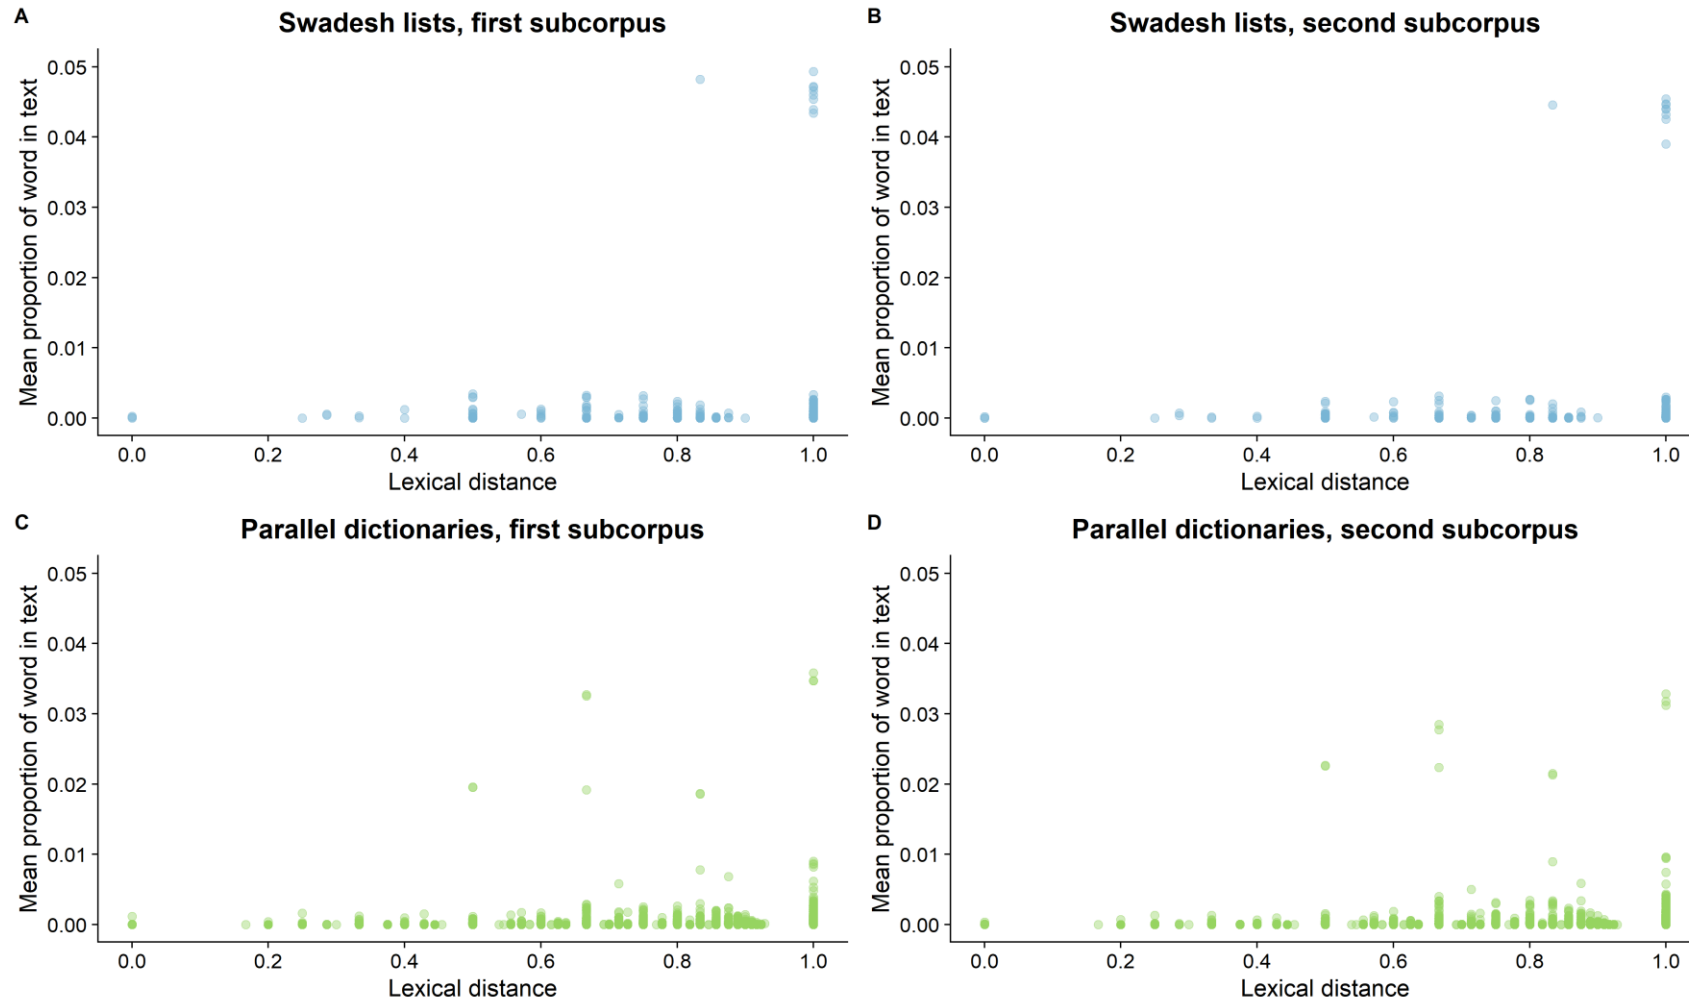 A
Swadesh lists, first subcorpus
Mean proportion of word in text
0.05
0.04
0.03
0.02
0.01
0.00
0.0 0.2 0.4 0.6 0.8 1.0
Lexical distance
B
Swadesh lists, second subcorpus
Mean proportion of word in text
0.05
0.04
0.03
0.02
0.01
0.00
0.0 0.2 0.4 0.6 0.8 1.0
Lexical distance
C
Parallel dictionaries, first subcorpus
Mean proportion of word in text
0.05
0.04
0.03
0.02
0.01
0.00
0.0 0.2 0.4 0.6 0.8 1.0
Lexical distance
D
Parallel dictionaries, second subcorpus
Mean proportion of word in text
0.05
0.04
0.03
0.02
0.01
0.00
0.0 0.2 0.4 0.6 0.8 1.0
Lexical distance